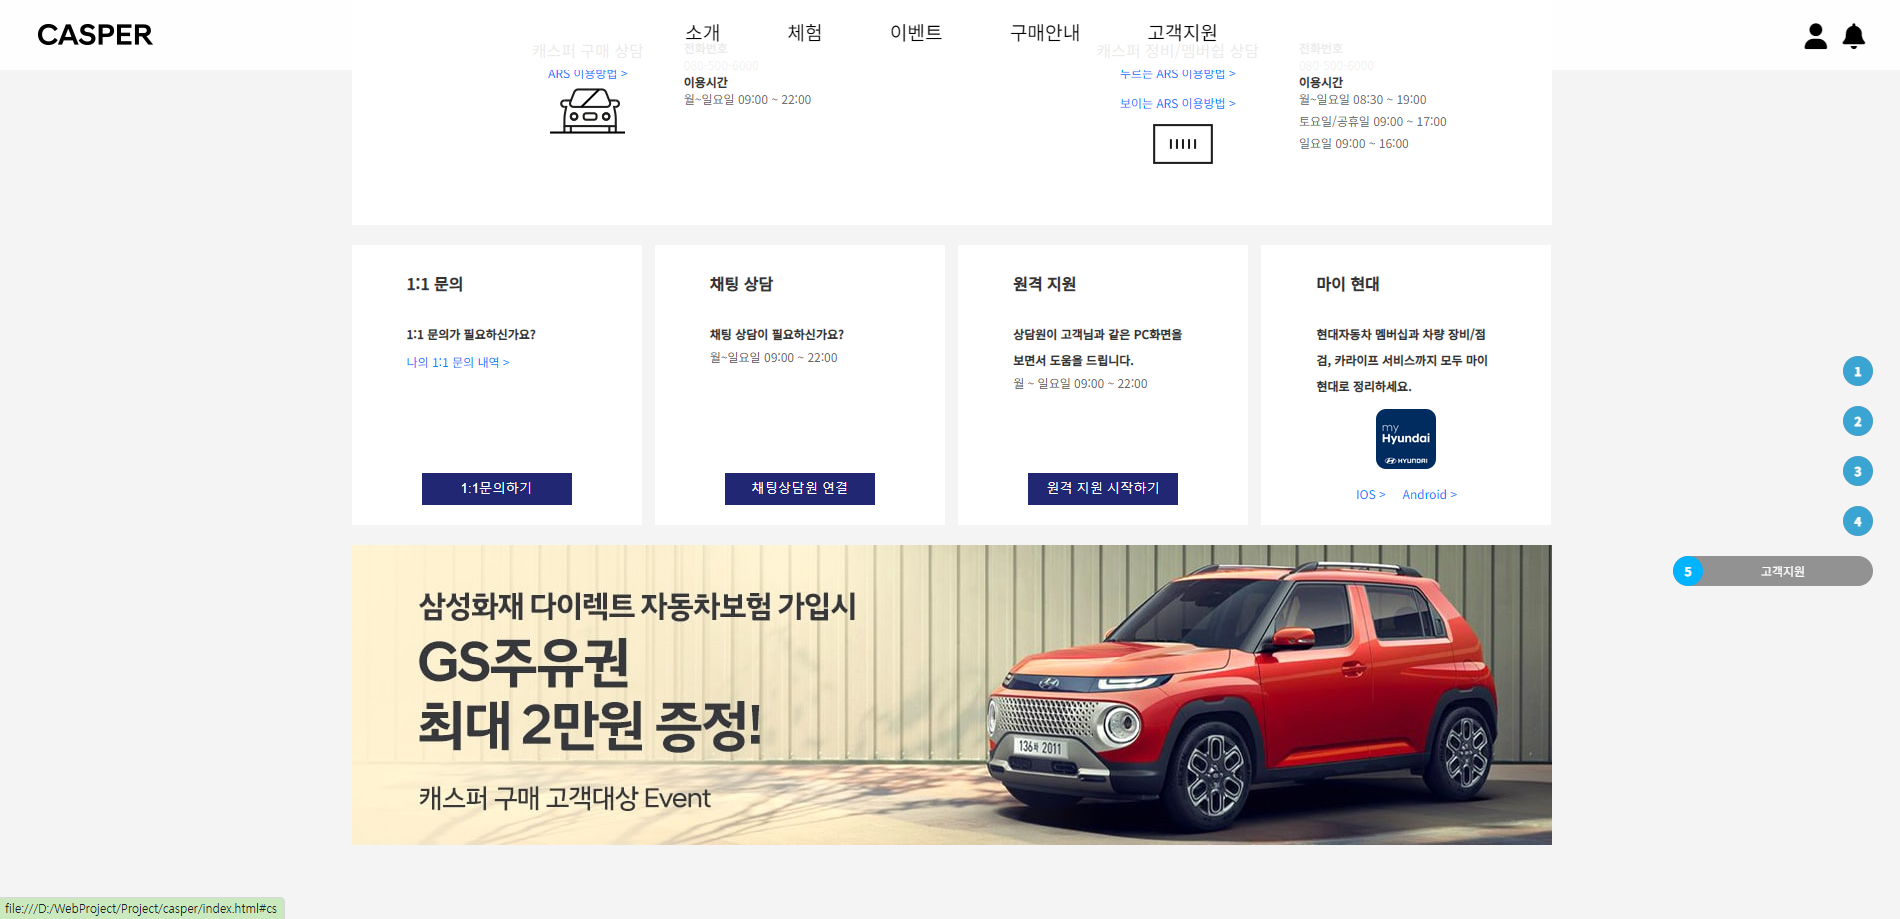 CASPER
소개
체험
이벤트
구매안내
고객지원
캐스퍼 구매 상담
ARS 이용방법 >
전화번호
080-500-6000
이용시간
월~일요일 09:00 ~ 22:00
캐스퍼 정비/멤버쉽 상담
누르는 ARS 이용방법 >
보이는 ARS 이용방법 >
전화번호
080-500-6000
이용시간
월~일요일 08:30 ~ 19:00
토요일/공휴일 09:00 ~ 17:00
일요일 09:00 ~ 16:00
1:1 문의
1:1 문의가 필요하신가요?
나의 1:1 문의 내역 >
1:1문의하기
채팅 상담
채팅 상담이 필요하신가요?
월~일요일 09:00 ~ 22:00
채팅상담원 연결
원격 지원
상담원이 고객님과 같은 PC화면을
보면서 도움을 드립니다.
월 ~ 일요일 09:00 ~ 22:00
원격 지원 시작하기
마이 현대
현대자동차 멤버십과 차량 장비/점
검, 카라이프 서비스까지 모두 마이
현대로 정리하세요.
my
Hyundai
HYUNDAI
IOS >
Android >
1
2
3
4
5
고객지원
삼성화재 다이렉트 자동차보험 가입시
GS주유권
최대 2만원 증정!
캐스퍼 구매 고객대상 Event
file:///D:/WebProject/Project/casper/index.html#cs